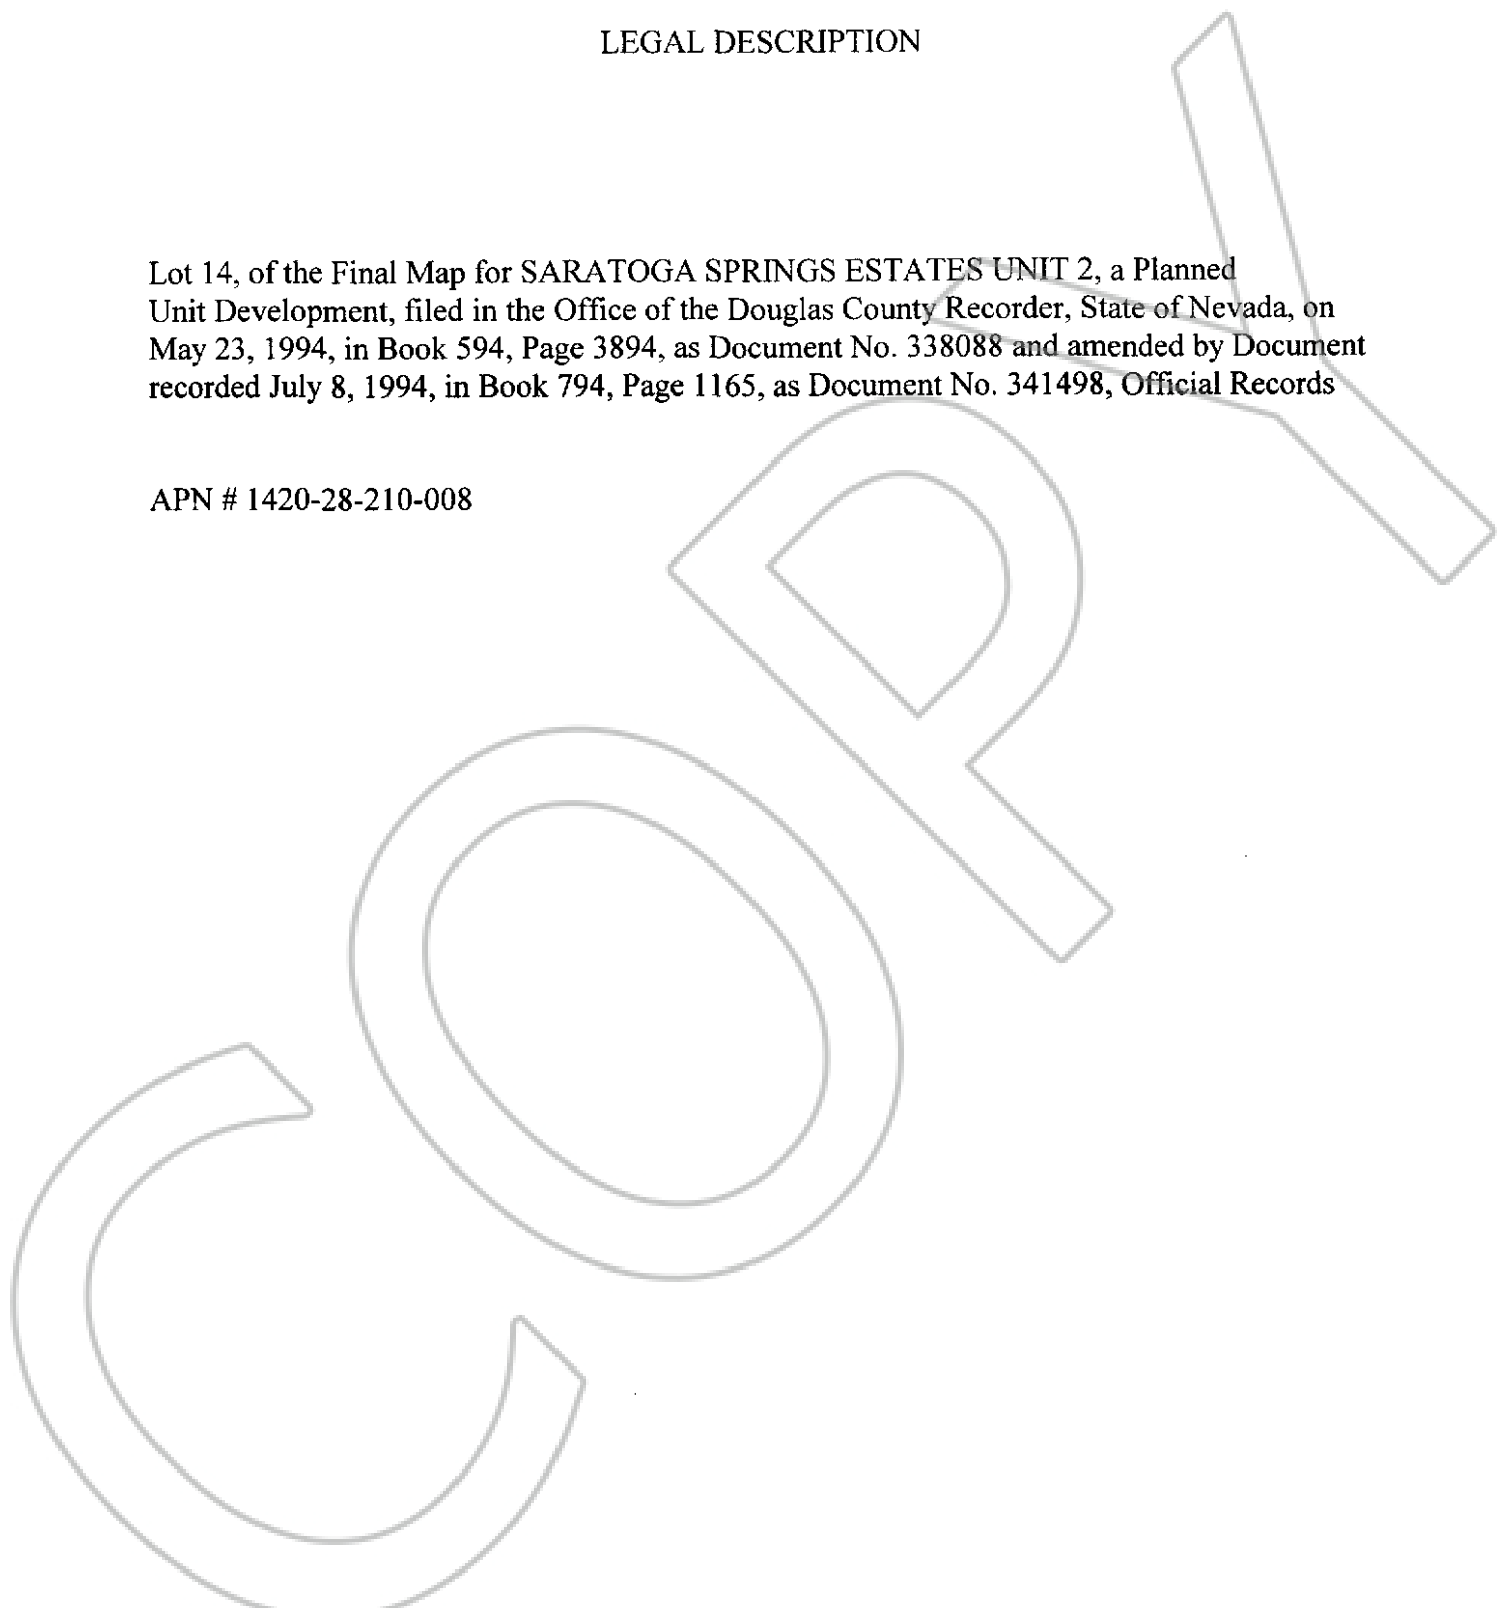 LEGAL DESCRIPTION
Lot 14, of the Final Map for SARATOGA SPRINGS ESTATES UNIT 2, a Planned
Unit Development, filed in the Office of the Douglas County Recorder, State of Nevada, on
May 23, 1994, in Book 594, Page 3894, as Document No. 338088 and amended by Document
recorded July 8, 1994, in Book 794, Page 1165, as Document No. 341498, Official Records
APN # 1420-28-210-008
COPY